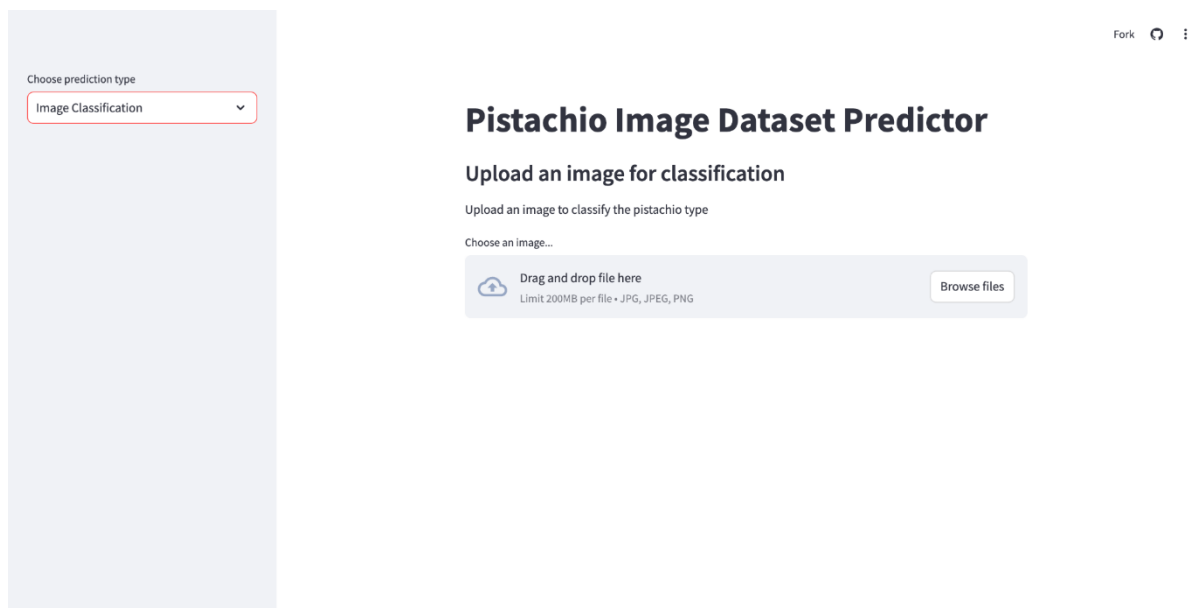 Fork
Choose prediction type
Image Classification
Pistachio Image Dataset Predictor
Upload an image for classification
Upload an image to classify the pistachio type
Choose an image...
Drag and drop file here
Limit 200MB per file • JPG, JPEG, PNG
Browse files